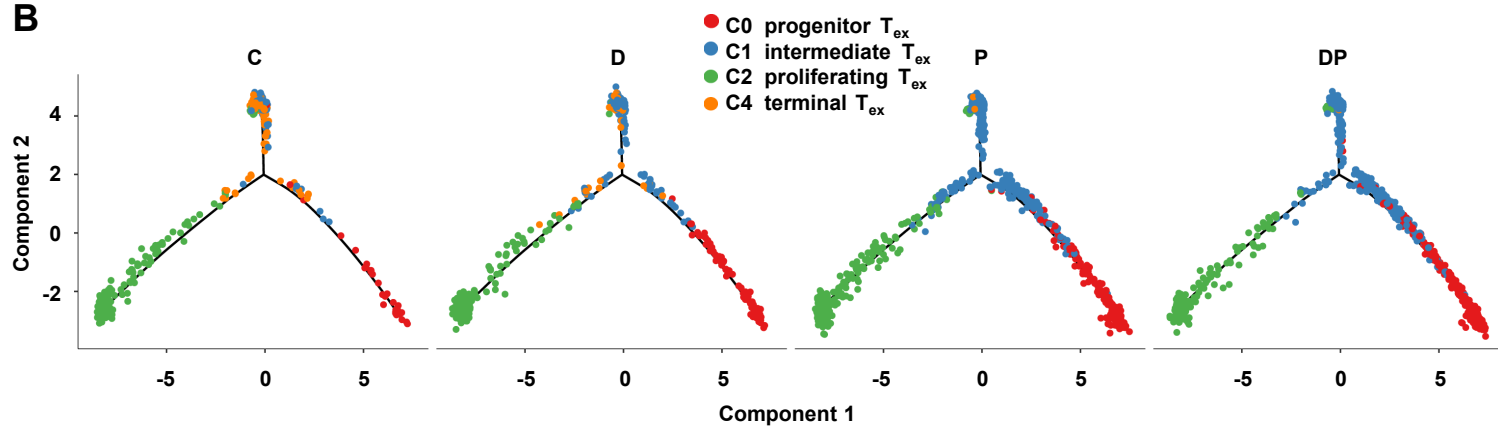 B
C0 progenitor Tex
C1 intermediate Tex
C2 proliferating Tex
C4 terminal Tex
C
D
P
DP
Component 2
4
2
0
-2
-5 0 5
-5 0 5
-5 0 5
-5 0 5
Component 1